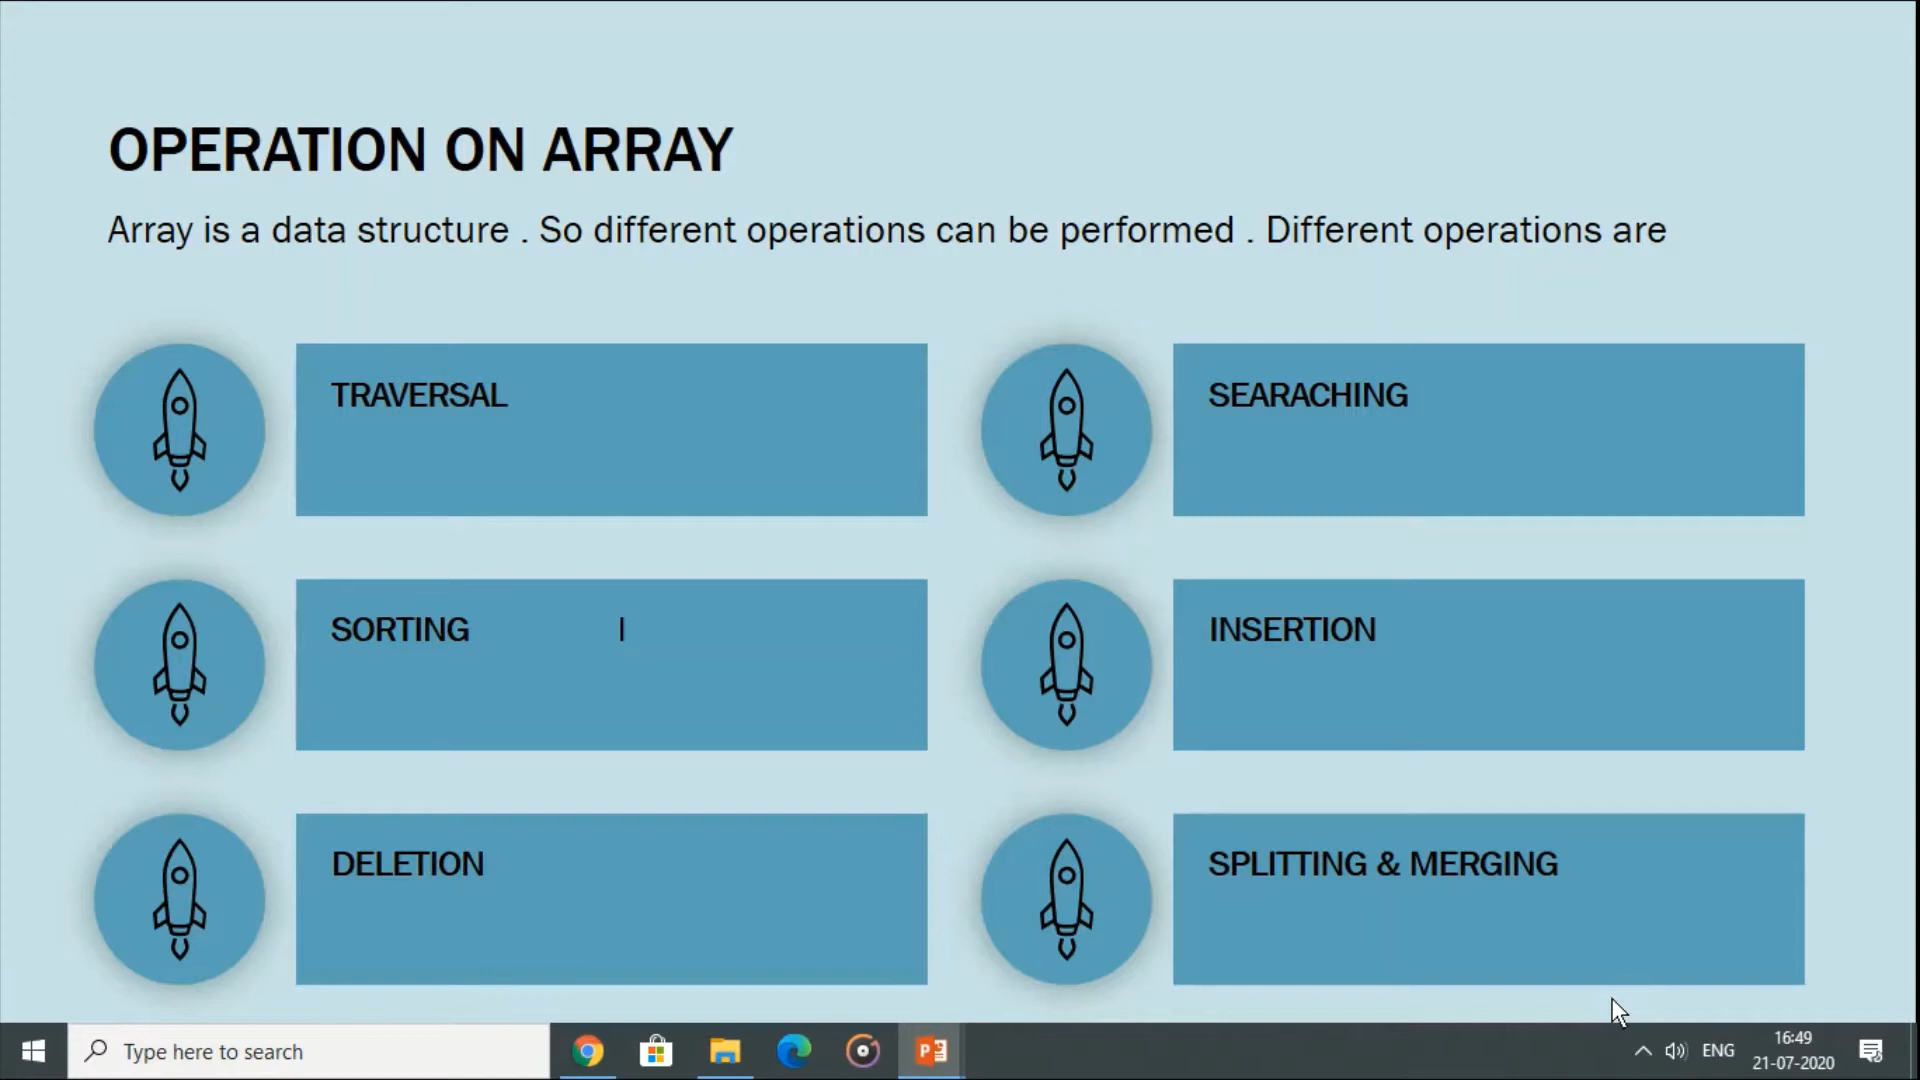 OPERATION ON ARRAY
Array is a data structure . So different operations can be performed . Different operations are
TRAVERSAL
SEARACHING
SORTING
INSERTION
DELETION
SPLITTING & MERGING
Type here to search
ENG
16:49
21-07-2020